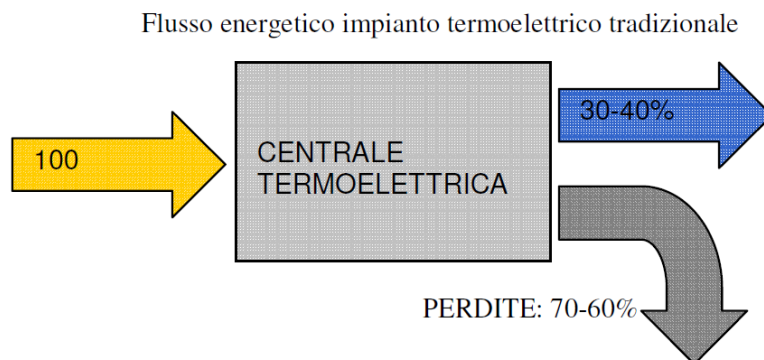 Flusso energetico impianto termoelettrico tradizionale
30-40%
100
CENTRALE
TERMOELETTRICA
PERDITE: 70-60%